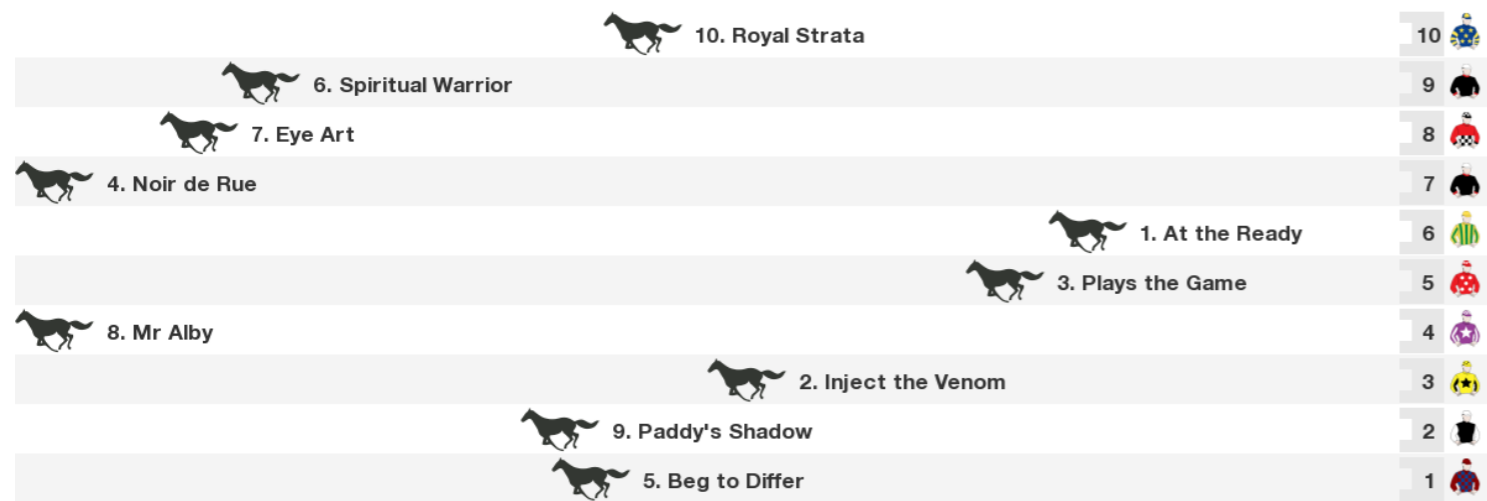 10. Royal Strata 10
6. Spiritual Warrior 9
7. Eye Art 8
4. Noir de Rue 7
1. At the Ready 6
3. Plays the Game 5
8. Mr Alby 4
2. Inject the Venom 3
9. Paddy's Shadow 2
5. Beg to Differ 1